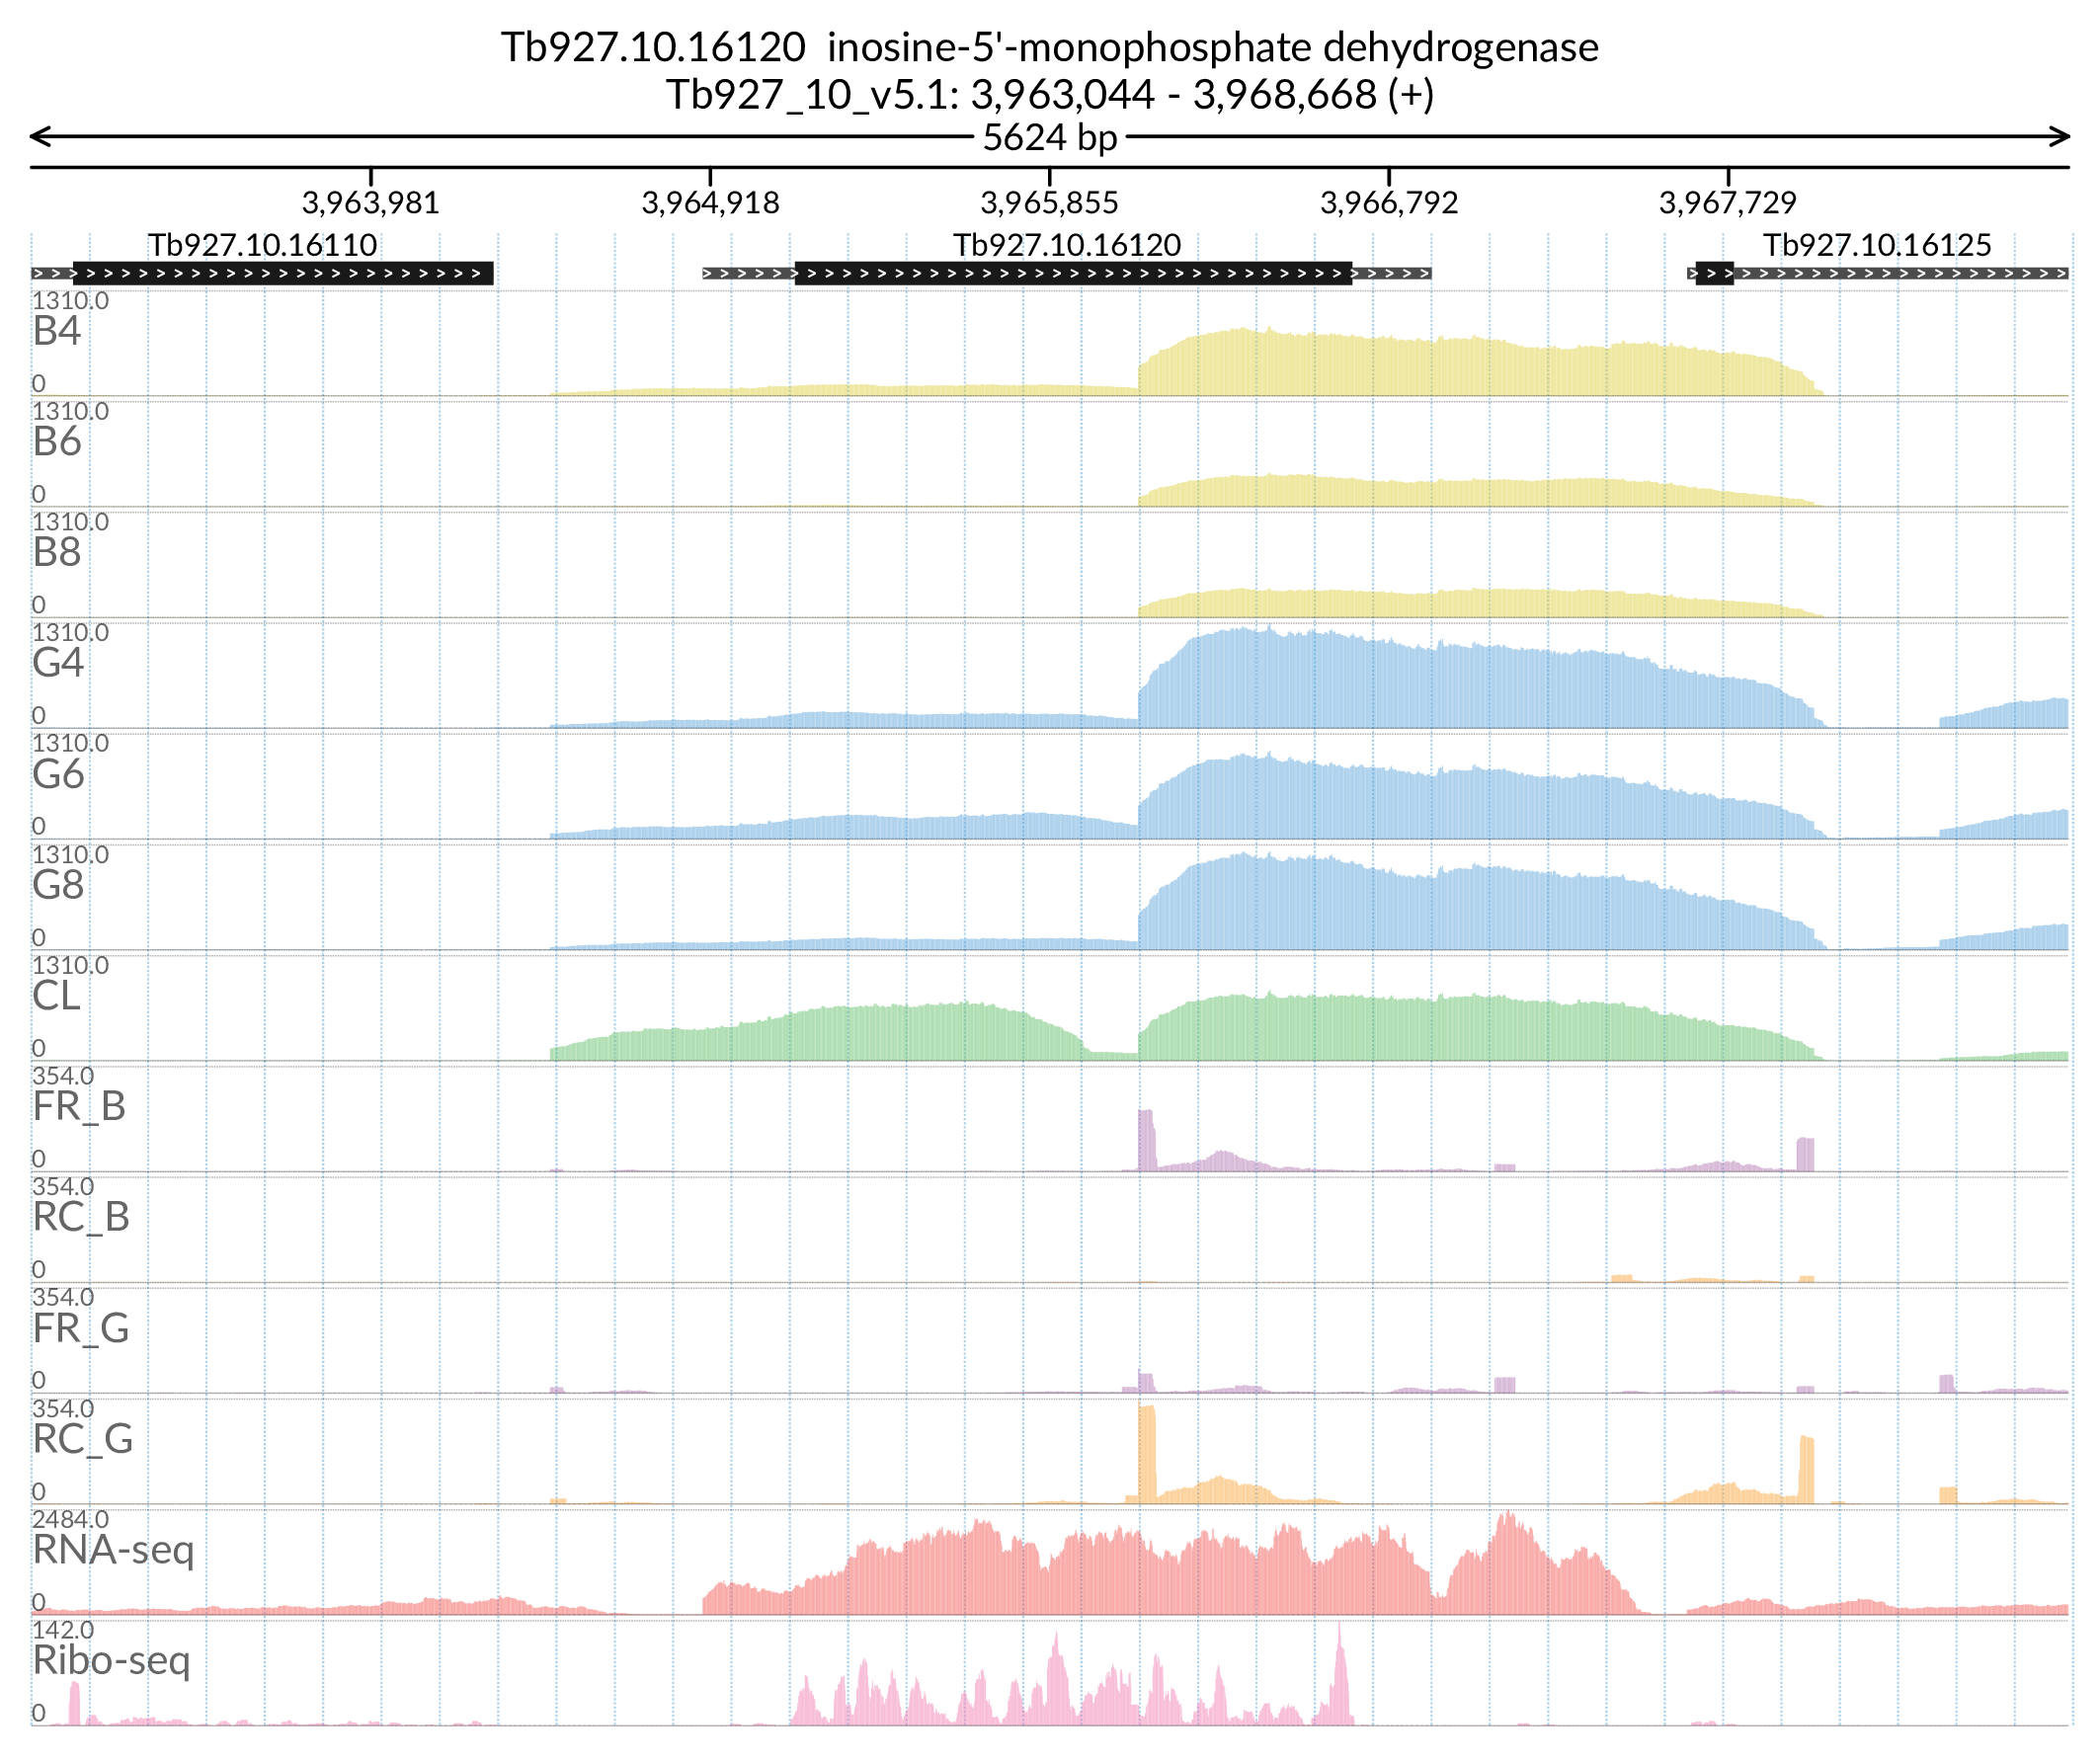 Tb927.10.16120  inosine-5'-monophosphate dehydrogenase
Tb927_10_v5.1: 3,963,044 - 3,968,668 (+)
5624 bp
3,963,981 3,964,918 3,965,855 3,966,792 3,967,729
Tb927.10.16110 Tb927.10.16120 Tb927.10.16125
1310.0
B4
0
1310.0
B6
0
1310.0
B8
0
1310.0
G4
0
1310.0
G6
0
1310.0
G8
0
1310.0
CL
0
354.0
FR_B
0
354.0
RC_B
0
354.0
FR_G
0
354.0
RC_G
0
2484.0
RNA-seq
0
142.0
Ribo-seq
0